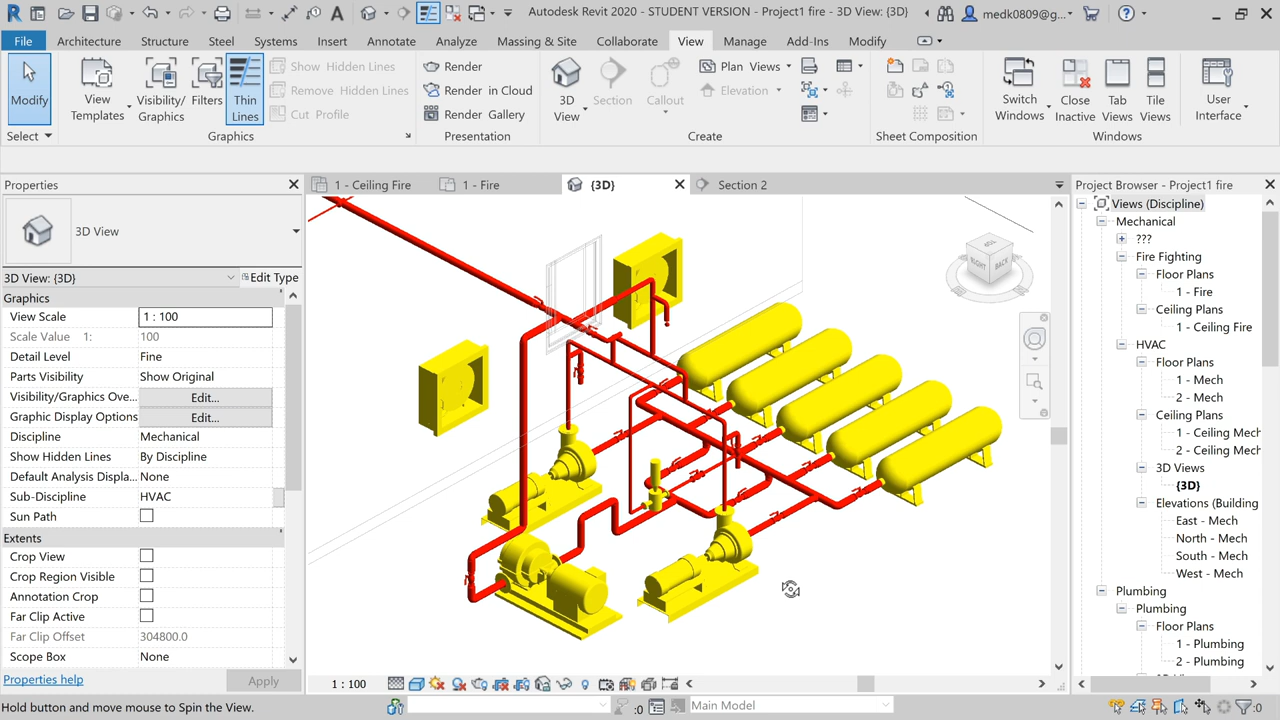 Autodesk Revit 2020 - STUDENT VERSION - Project1 fire - 3D View: {3D}
medk0809@g...
File Architecture Structure Steel Systems Insert Annotate Analyze Massing & Site Collaborate View Manage Add-Ins Modify
Modify
View Templates
Visibility/ Graphics
Filters
Thin Lines
Show Hidden Lines
Remove Hidden Lines
Cut Profile
Render
Render in Cloud
Render Gallery
3D View
Section
Callout
Plan Views
Elevation
Switch Windows
Close Inactive
Tab Views
Tile Views
User Interface
Select
Graphics
Presentation
Create
Sheet Composition
Windows
Properties
1 - Ceiling Fire
1 - Fire
{3D}
Section 2
Project Browser - Project1 fire
3D View
3D View: {3D}
Edit Type
Graphics
View Scale 1 : 100
Scale Value 1: 100
Detail Level Fine
Parts Visibility Show Original
Visibility/Graphics Ove... Edit...
Graphic Display Options Edit...
Discipline Mechanical
Show Hidden Lines By Discipline
Default Analysis Displa... None
Sub-Discipline HVAC
Sun Path
Extents
Crop View
Crop Region Visible
Annotation Crop
Far Clip Active
Far Clip Offset 304800.0
Scope Box None
Properties help
Apply
TOP
RIGHT
BACK
Views (Discipline)
Mechanical
???
Fire Fighting
Floor Plans
1 - Fire
Ceiling Plans
1 - Ceiling Fire
HVAC
Floor Plans
1 - Mech
2 - Mech
Ceiling Plans
1 - Ceiling Mech
2 - Ceiling Mech
3D Views
{3D}
Elevations (Building
East - Mech
North - Mech
South - Mech
West - Mech
Plumbing
Plumbing
Floor Plans
1 - Plumbing
2 - Plumbing
1 : 100
Hold button and move mouse to Spin the View.
:0
Main Model
:0